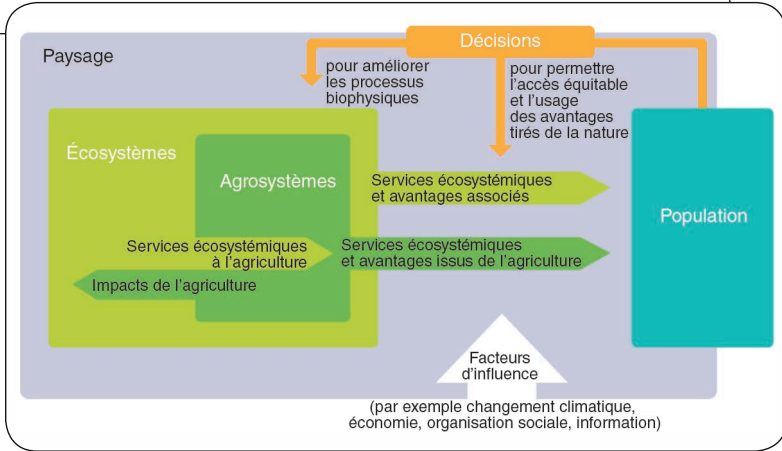 Décisions
Paysage
pour améliorer
les processus
biophysiques
pour permettre
l’accès équitable
et l’usage
des avantages
tirés de la nature
Écosystèmes
Agrosystèmes
Services écosystémiques
et avantages associés
Population
Services écosystémiques
à l’agriculture
Services écosystémiques
et avantages issus de l’agriculture
Impacts de l’agriculture
Facteurs
d’influence
(par exemple changement climatique,
économie, organisation sociale, information)